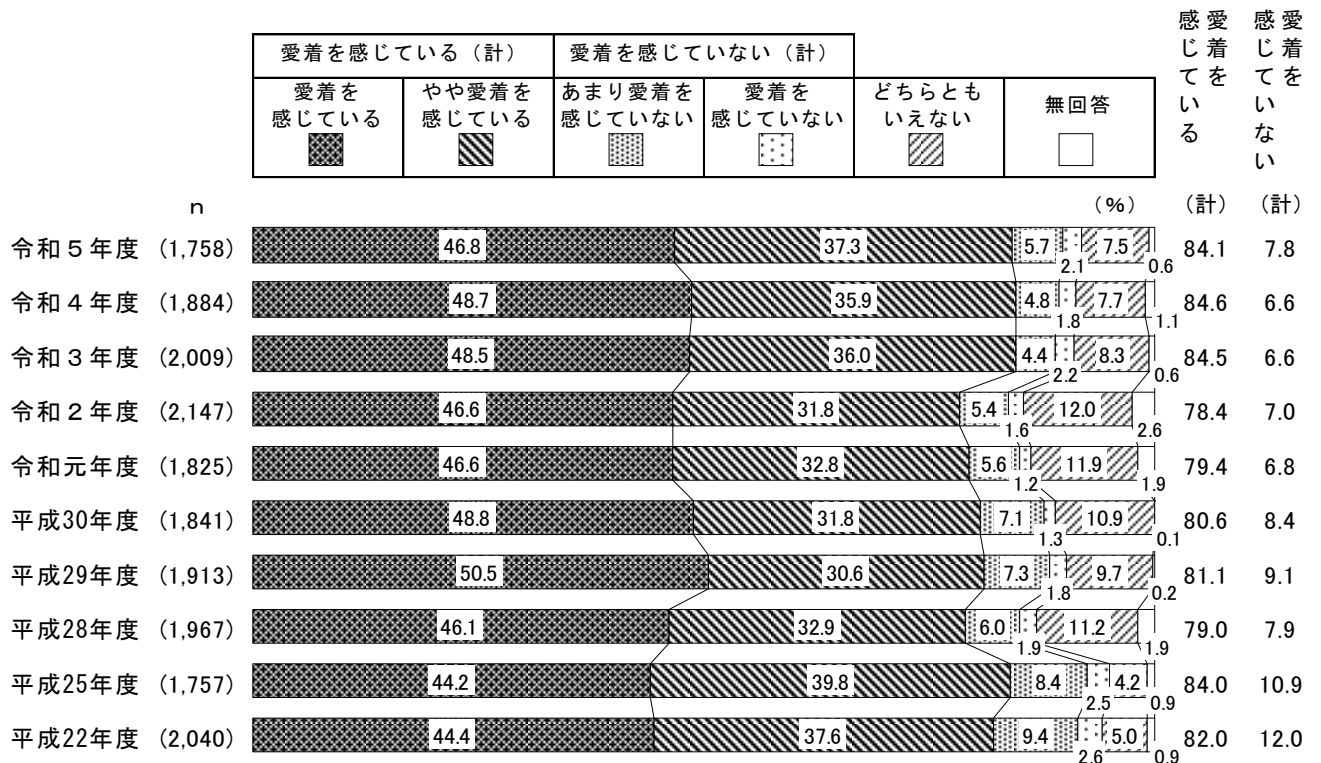 愛着を感じている（計） 愛着を感じていない（計）
愛着を感じている やや愛着を感じている あまり愛着を感じていない 愛着を感じていない どちらともいえない 無回答
愛着を感じている 愛着を感じていない
n （%） （計） （計）
令和５年度 (1,758) 46.8 37.3 5.7 2.1 7.5 0.6 84.1 7.8
令和４年度 (1,884) 48.7 35.9 4.8 1.8 7.7 1.1 84.6 6.6
令和３年度 (2,009) 48.5 36.0 4.4 2.2 8.3 0.6 84.5 6.6
令和２年度 (2,147) 46.6 31.8 5.4 1.6 12.0 2.6 78.4 7.0
令和元年度 (1,825) 46.6 32.8 5.6 1.2 11.9 1.9 79.4 6.8
平成30年度 (1,841) 48.8 31.8 7.1 1.3 10.9 0.1 80.6 8.4
平成29年度 (1,913) 50.5 30.6 7.3 1.8 9.7 0.2 81.1 9.1
平成28年度 (1,967) 46.1 32.9 6.0 1.9 11.2 1.9 79.0 7.9
平成25年度 (1,757) 44.2 39.8 8.4 2.5 4.2 0.9 84.0 10.9
平成22年度 (2,040) 44.4 37.6 9.4 2.6 5.0 0.9 82.0 12.0